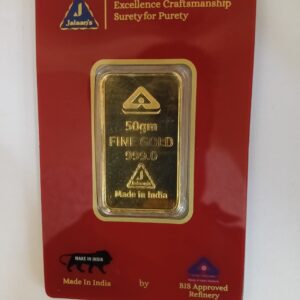 Excellence Craftsmanship
Surety for Purety
J
Jalaan's
50gm
FINE GOLD
999.0
J
Made in India
MAKE IN INDIA
Made In India
by
BIS Approved
Refinery